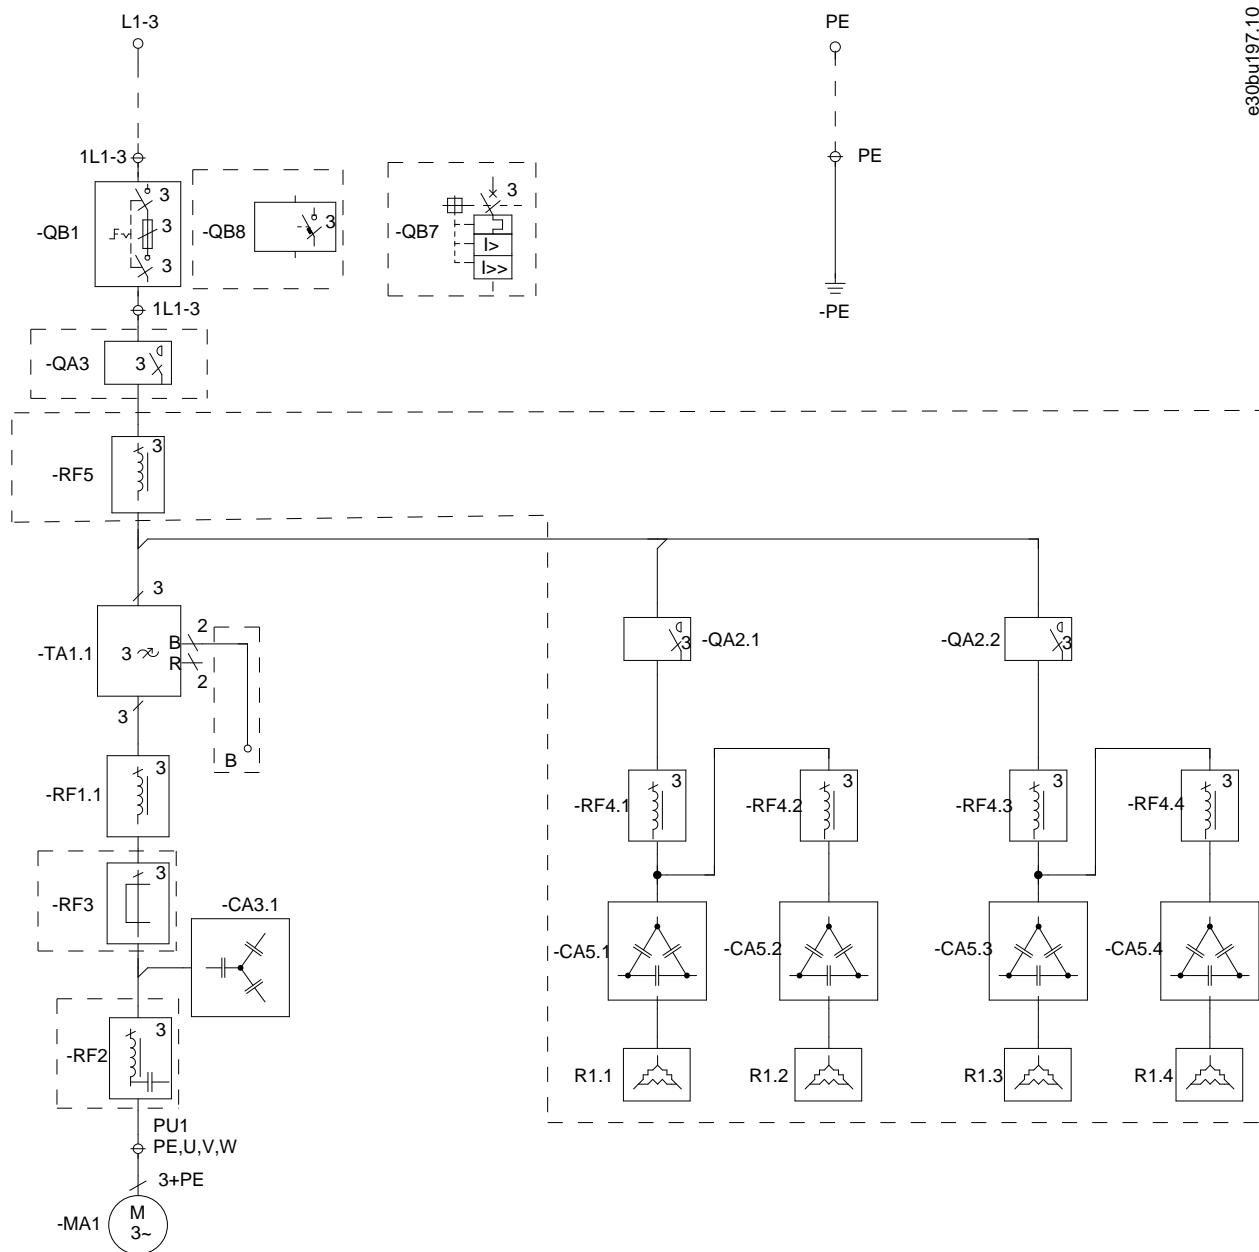 L1-3
PE
e30bu197.10
1L1-3
PE
-QB1
3
3
3
-QB8
3
-QB7
3
I>
I>>
1L1-3
-PE
-QA3
3
-RF5
3
3
-TA1.1
3
B
2
R
2
3
B
-QA2.1
3
-QA2.2
3
-RF1.1
3
-RF4.1
3
-RF4.2
3
-RF4.3
3
-RF4.4
3
-RF3
3
-CA3.1
-CA5.1
-CA5.2
-CA5.3
-CA5.4
-RF2
3
R1.1
R1.2
R1.3
R1.4
PU1
PE,U,V,W
3+PE
-MA1
M
3~